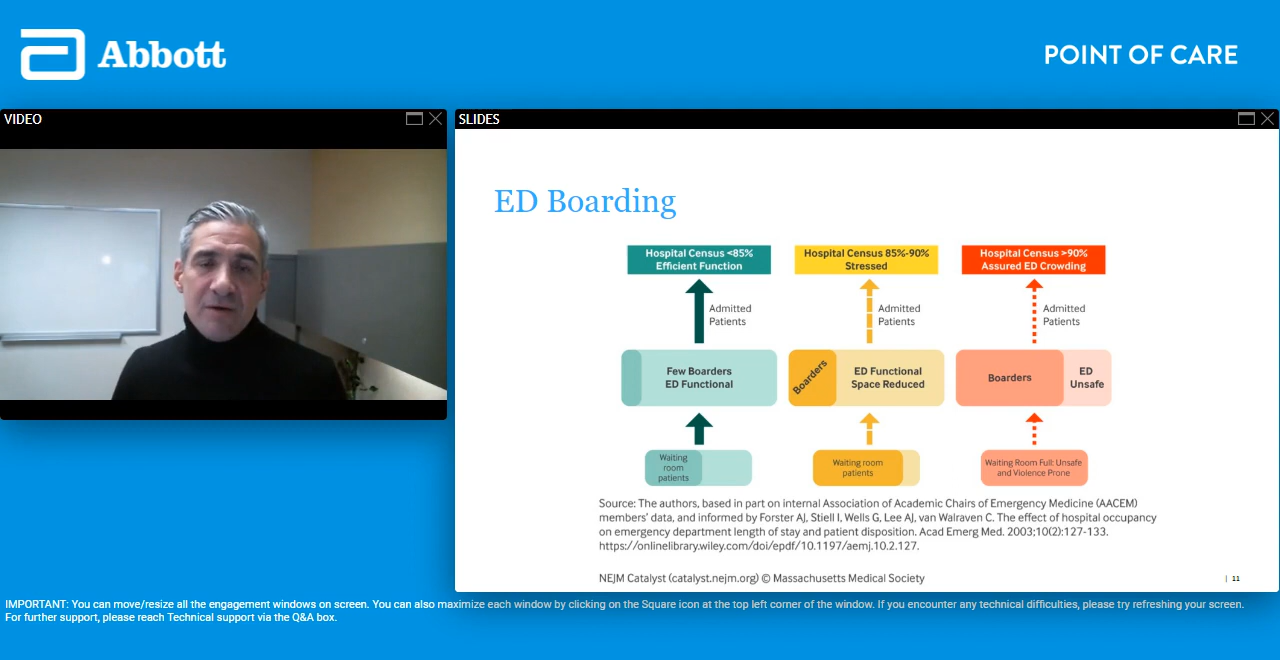 Abbott
POINT OF CARE
VIDEO
SLIDES
ED Boarding
Hospital Census <85%
Efficient Function
Hospital Census 85%-90%
Stressed
Hospital Census >90%
Assured ED Crowding
Admitted
Patients
Admitted
Patients
Admitted
Patients
Few Boarders
ED Functional
Boarders
ED Functional
Space Reduced
Boarders
ED
Unsafe
Waiting
room
patients
Waiting room
patients
Waiting Room Full: Unsafe
and Violence Prone
Source: The authors, based in part on internal Association of Academic Chairs of Emergency Medicine (AACEM)
members' data, and informed by Forster AJ, Stiell I, Wells G, Lee AJ, van Walraven C. The effect of hospital occupancy
on emergency department length of stay and patient disposition. Acad Emerg Med. 2003;10(2):127-133.
https://onlinelibrary.wiley.com/doi/epdf/10.1197/aemj.10.2.127.
NEJM Catalyst (catalyst.nejm.org) © Massachusetts Medical Society
| 11
IMPORTANT: You can move/resize all the engagement windows on screen. You can also maximize each window by clicking on the Square icon at the top left corner of the window. If you encounter any technical difficulties, please try refreshing your screen.
For further support, please reach Technical support via the Q&A box.